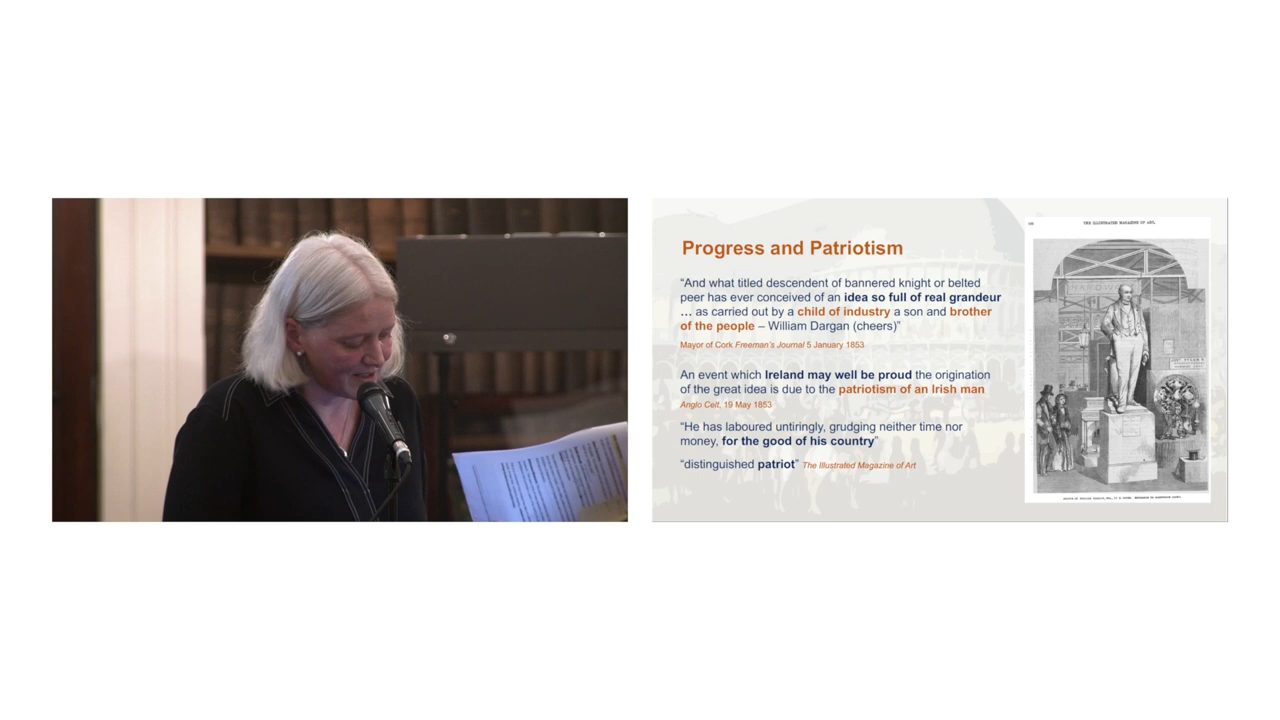 Progress and Patriotism
“And what titled descendent of bannered knight or belted
peer has ever conceived of an idea so full of real grandeur
… as carried out by a child of industry a son and brother
of the people – William Dargan (cheers)”
Mayor of Cork Freeman's Journal 5 January 1853
An event which Ireland may well be proud the origination
of the great idea is due to the patriotism of an Irish man
Anglo Celt, 19 May 1853
“He has laboured untiringly, grudging neither time nor
money, for the good of his country”
“distinguished patriot” The Illustrated Magazine of Art
THE ILLUSTRATED MAGAZINE OF ART.